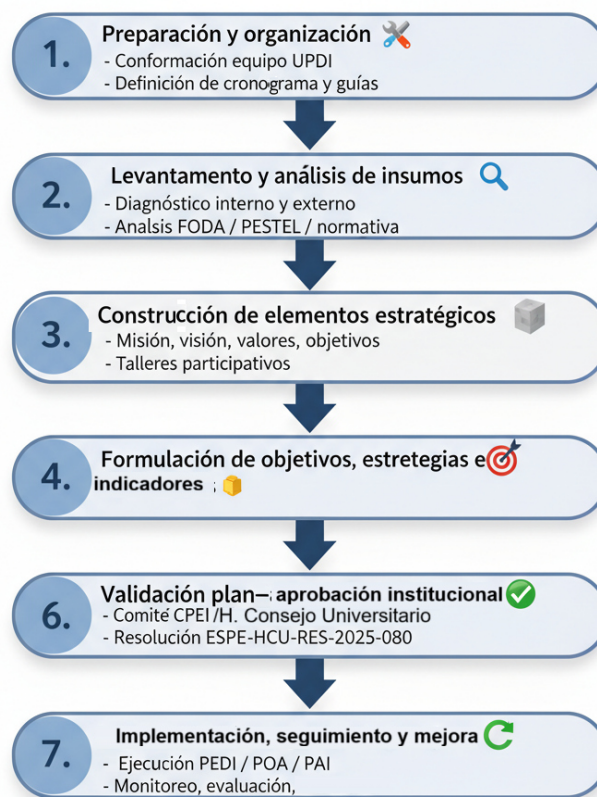 1. Preparación y organización
- Conformación equipo UPDI
- Definición de cronograma y guías
2. Levantamento y análisis de insumos
- Diagnóstico interno y externo
- Analsis FODA / PESTEL / normativa
3. Construcción de elementos estratégicos
- Misión, visión, valores, objetivos
- Talleres participativos
4. Formulación de objetivos, estretegias e
indicadores ;
6. Validación plan—: aprobación institucional
- Comité CPEI /H. Consejo Universitario
- Resolución ESPE-HCU-RES-2025-080
7. Implementación, seguimiento y mejora
- Ejecución PEDI / POA / PAI
- Monitoreo, evaluación,